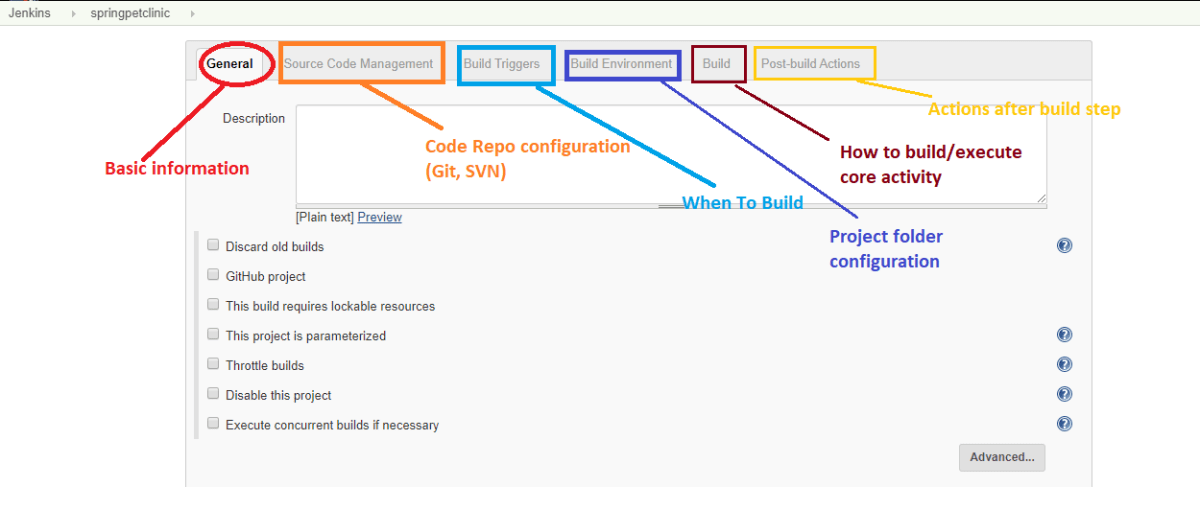 Jenkins springpetclinic
General Source Code Management Build Triggers Build Environment Build Post-build Actions
Actions after build step
Description
Code Repo configuration
(Git, SVN)
How to build/execute
core activity
Basic information
When To Build
[Plain text] Preview
Project folder
configuration
Discard old builds
GitHub project
This build requires lockable resources
This project is parameterized
Throttle builds
Disable this project
Execute concurrent builds if necessary
Advanced...